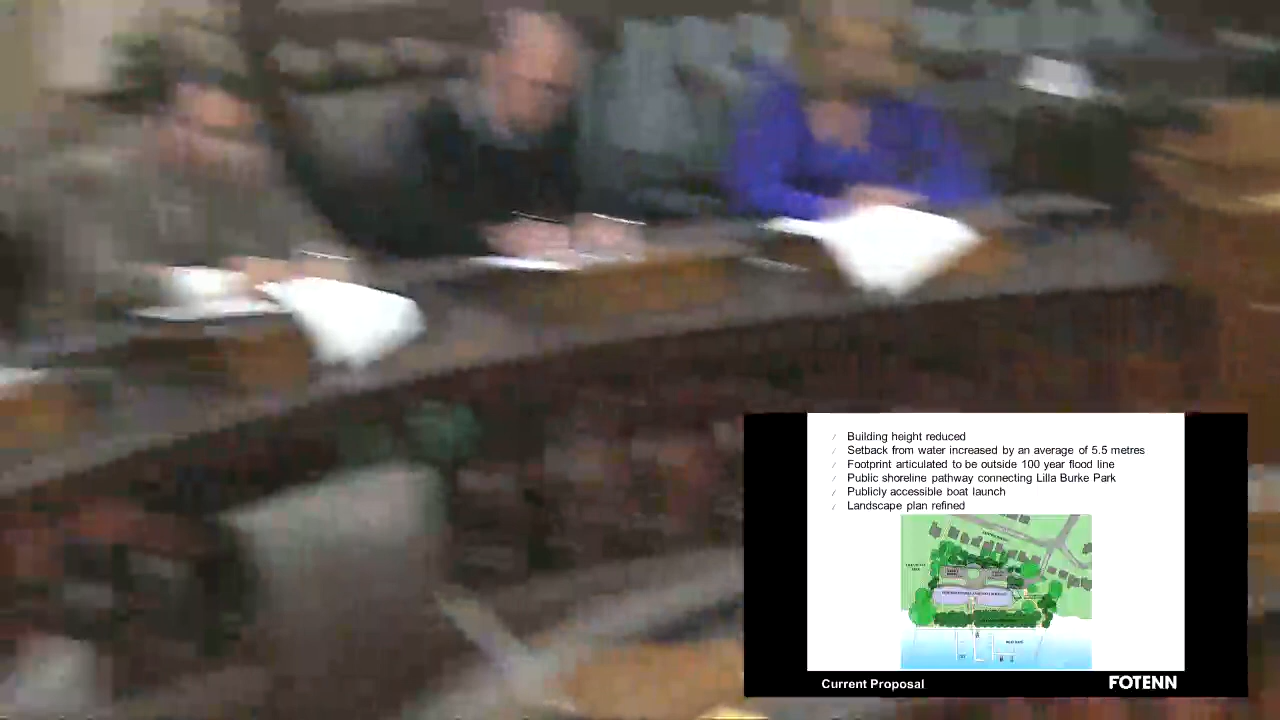 Building height reduced
Setback from water increased by an average of 5.5 metres
Footprint articulated to be outside 100 year flood line
Public shoreline pathway connecting Lilla Burke Park
Publicly accessible boat launch
Landscape plan refined
Current Proposal
FOTENN